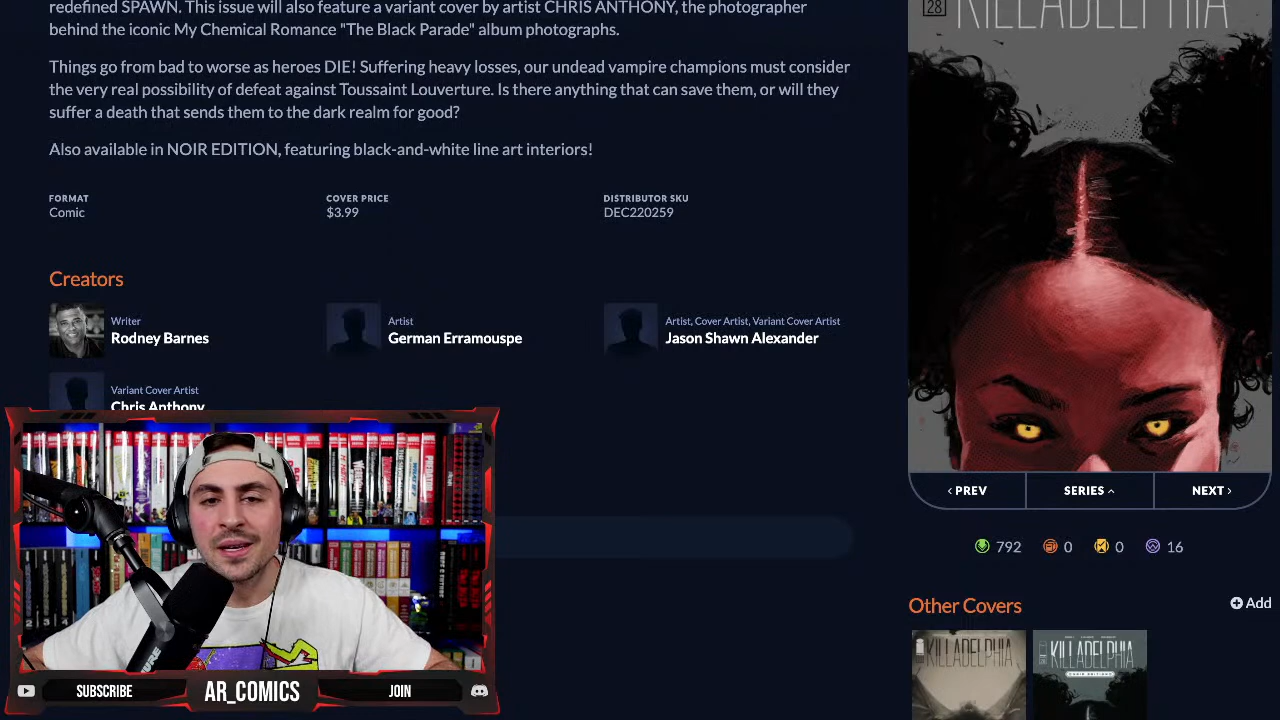 redefined SPAWN. This issue will also feature a variant cover by artist CHRIS ANTHONY, the photographer
behind the iconic My Chemical Romance "The Black Parade" album photographs.
Things go from bad to worse as heroes DIE! Suffering heavy losses, our undead vampire champions must consider
the very real possibility of defeat against Toussaint Louverture. Is there anything that can save them, or will they
suffer a death that sends them to the dark realm for good?
Also available in NOIR EDITION, featuring black-and-white line art interiors!
FORMAT
Comic
COVER PRICE
$3.99
DISTRIBUTOR SKU
DEC220259
Creators
Writer
Rodney Barnes
Artist
German Erramouspe
Artist, Cover Artist, Variant Cover Artist
Jason Shawn Alexander
Variant Cover Artist
Chris Anthony
28
KILLADELPHIA
‹ PREV
SERIES
NEXT ›
792
0
0
16
Other Covers
Add
KILLADELPHIA
KILLADELPHIA
NOIR EDITION
SUBSCRIBE
AR_COMICS
JOIN